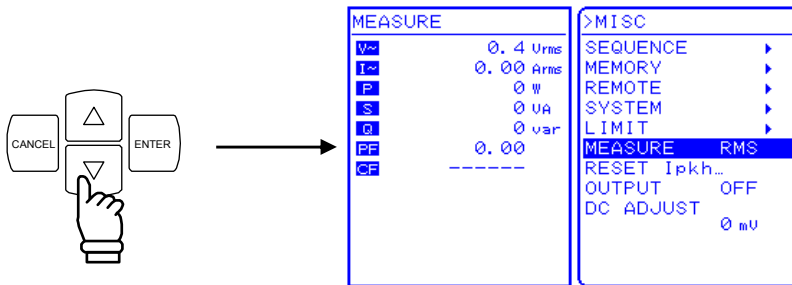 CANCEL
ENTER
MEASURE
V~ 0.4 Vrms
I~ 0.00 Arms
P 0 W
S 0 VA
Q 0 var
PF 0.00
CF ------
>MISC
SEQUENCE
MEMORY
REMOTE
SYSTEM
LIMIT
MEASURE RMS
RESET Ipkh…
OUTPUT OFF
DC ADJUST
0 mV